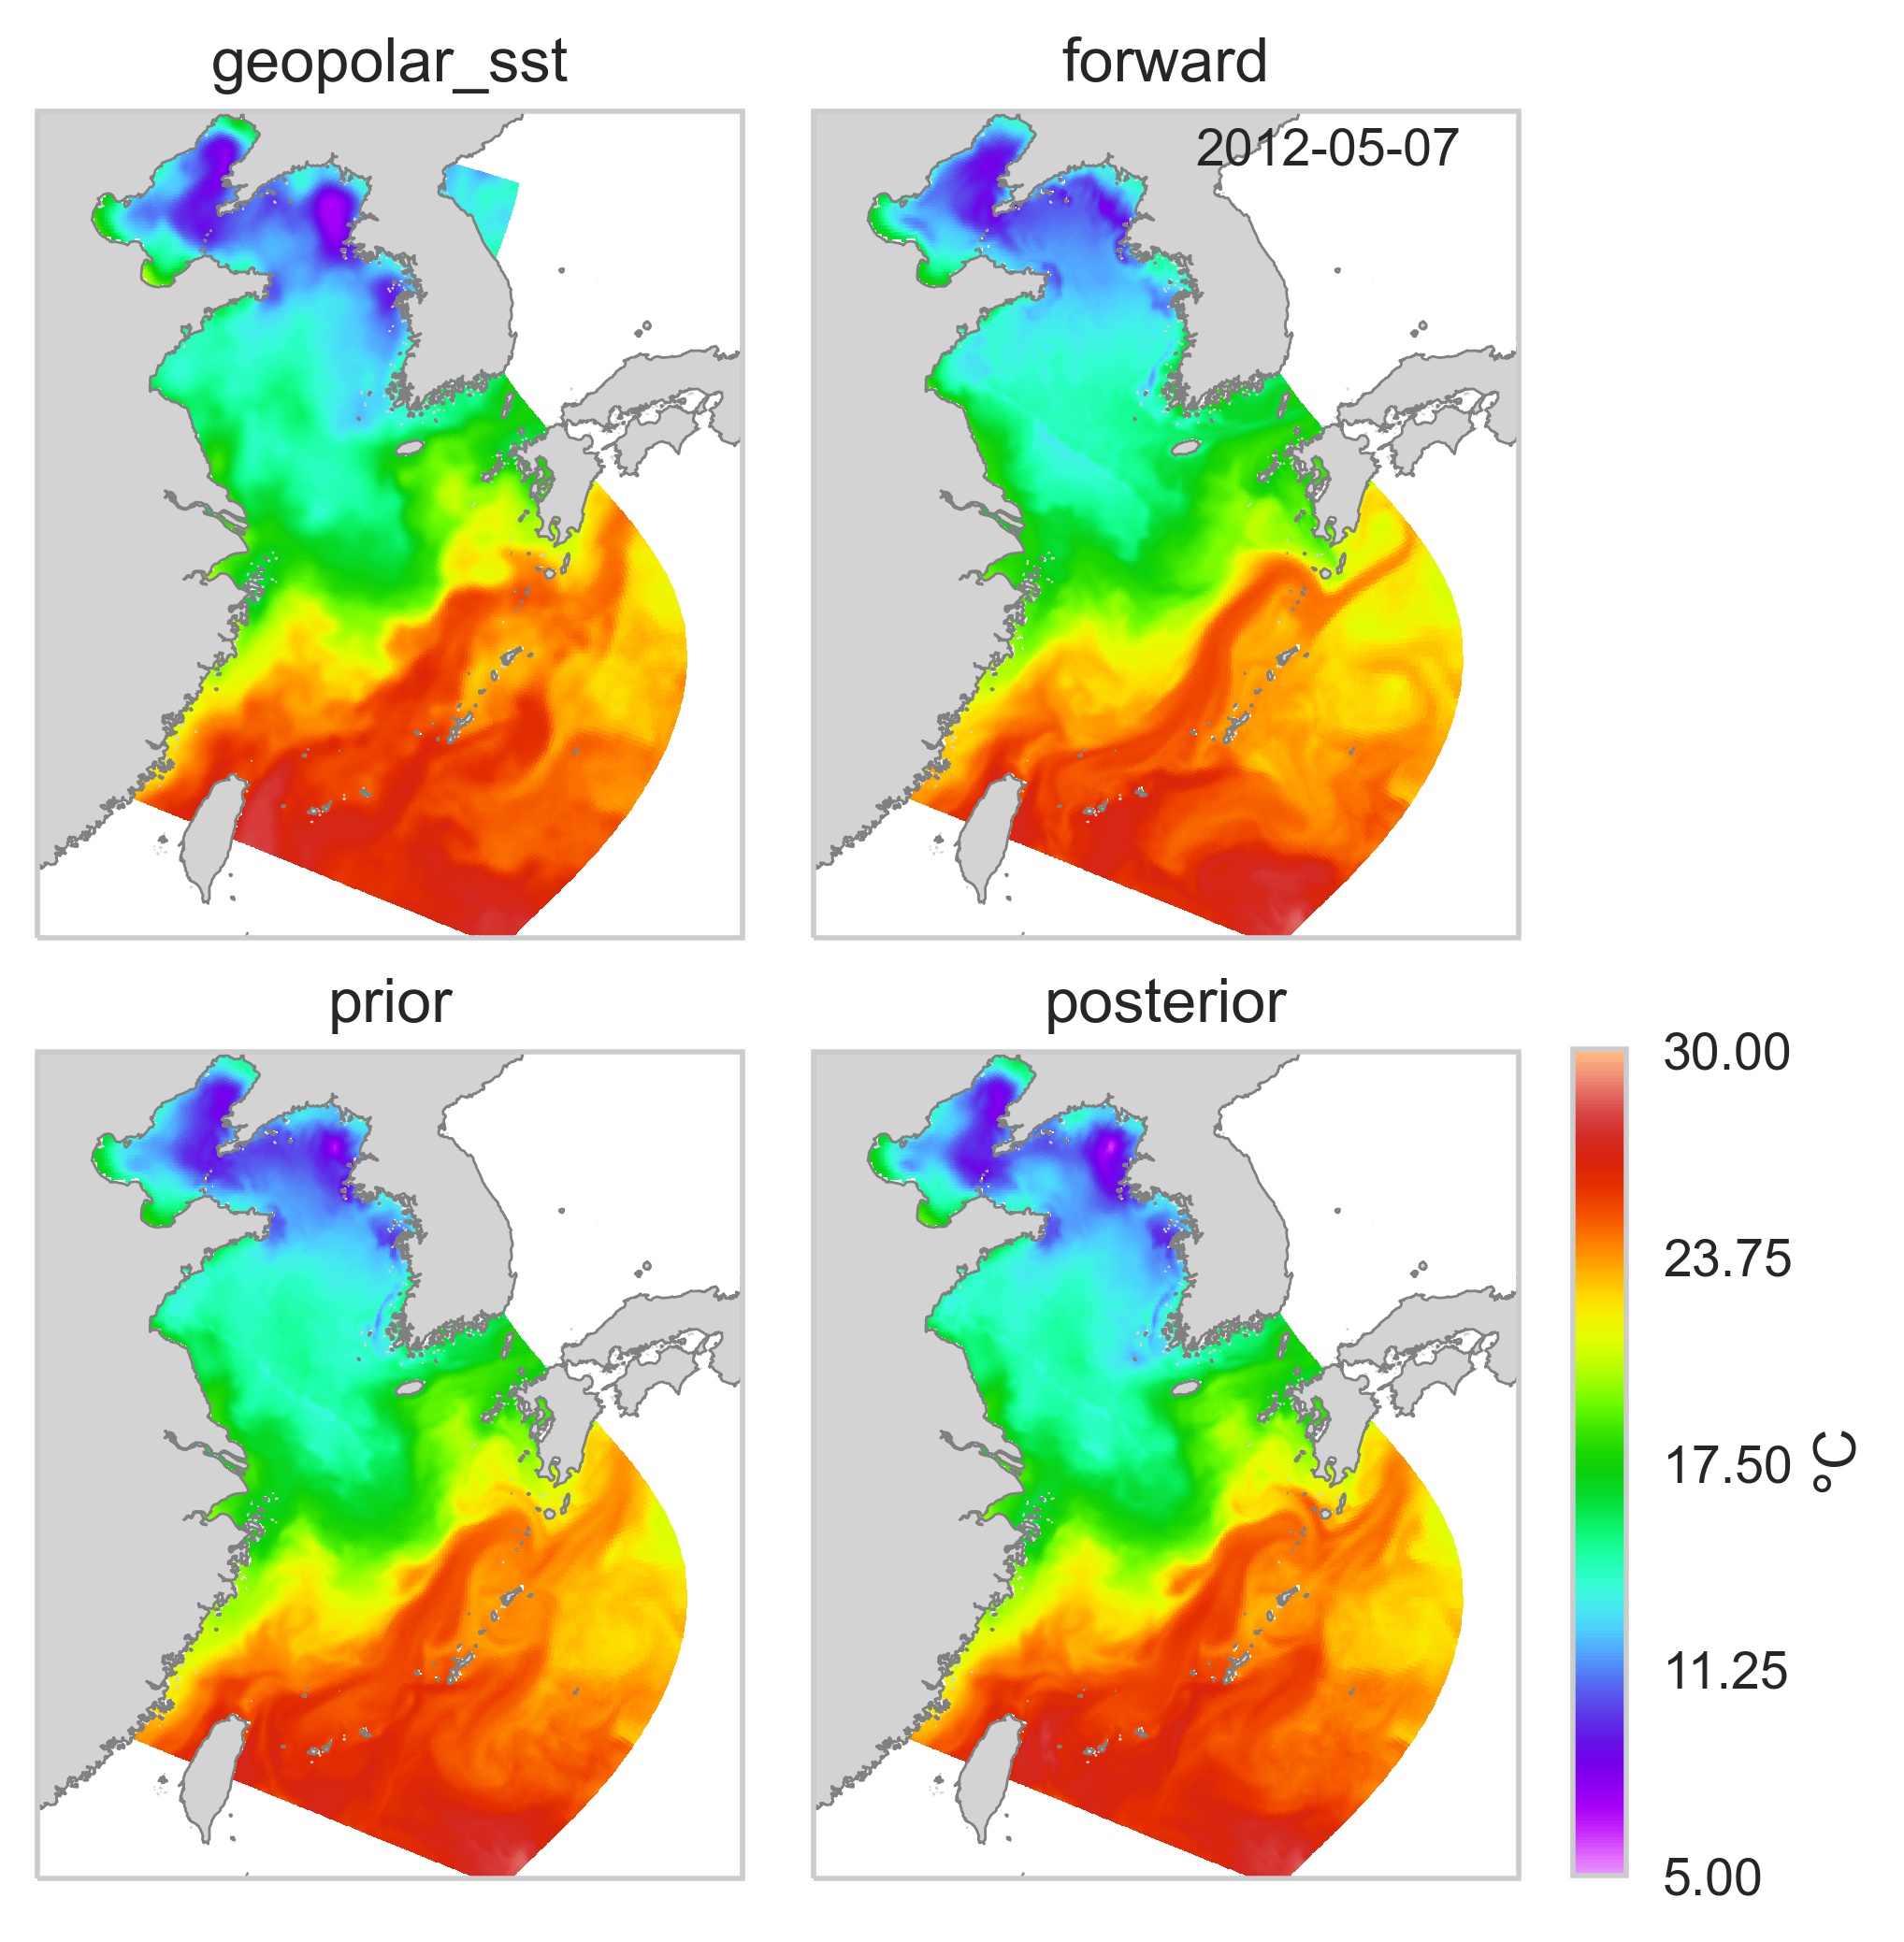 geopolar_sst
forward
2012-05-07
prior
posterior
30.00
23.75
17.50
11.25
5.00
°C